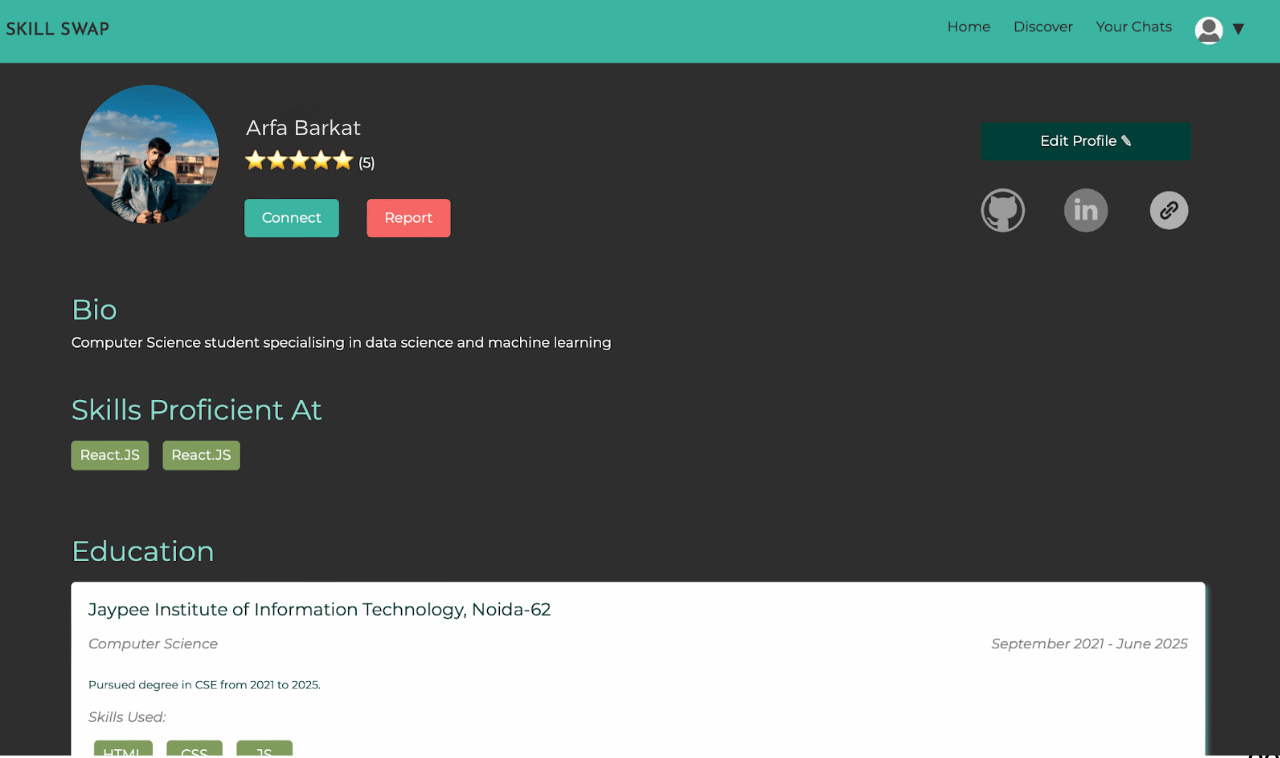 SKILL SWAP
Home Discover Your Chats ▼
Arfa Barkat
⭐⭐⭐⭐⭐ (5)
Edit Profile ✎
Connect Report
in
Bio
Computer Science student specialising in data science and machine learning
Skills Proficient At
React.JS React.JS
Education
Jaypee Institute of Information Technology, Noida-62
Computer Science September 2021 - June 2025
Pursued degree in CSE from 2021 to 2025.
Skills Used:
HTML CSS JS